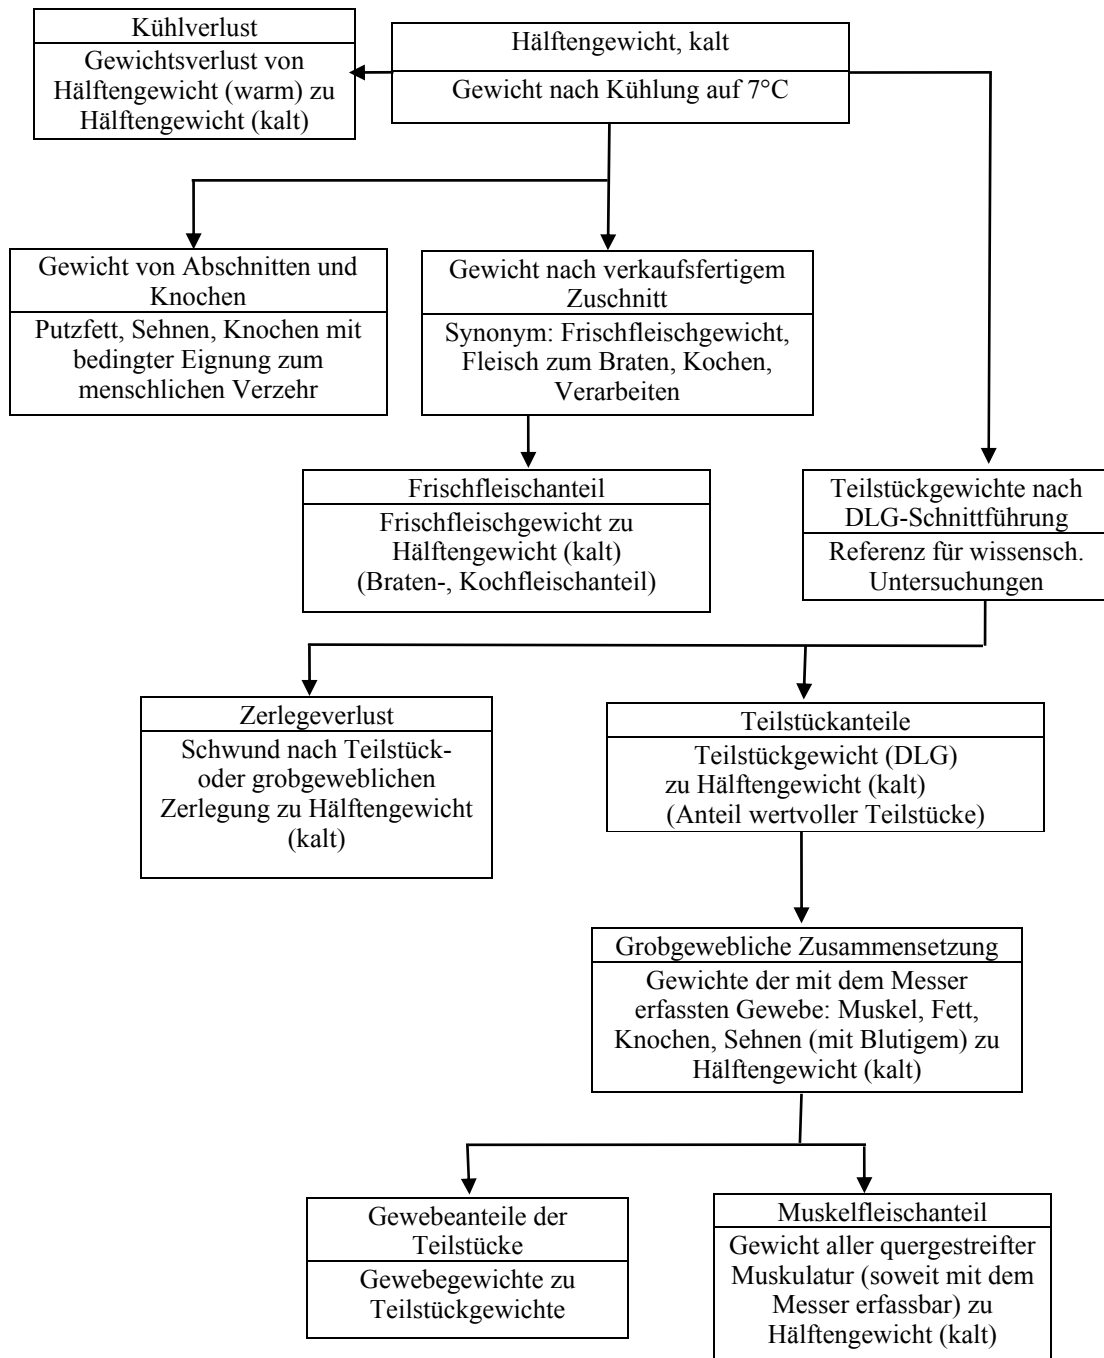 Kühlverlust
Gewichtsverlust von
Hälftengewicht (warm) zu
Hälftengewicht (kalt)
Hälftengewicht, kalt
Gewicht nach Kühlung auf 7°C
Gewicht von Abschnitten und
Knochen
Putzfett, Sehnen, Knochen mit
bedingter Eignung zum
menschlichen Verzehr
Gewicht nach verkaufsfertigem
Zuschnitt
Synonym: Frischfleischgewicht,
Fleisch zum Braten, Kochen,
Verarbeiten
Frischfleischanteil
Frischfleischgewicht zu
Hälftengewicht (kalt)
(Braten-, Kochfleischanteil)
Teilstückgewichte nach
DLG-Schnittführung
Referenz für wissensch.
Untersuchungen
Zerlegeverlust
Schwund nach Teilstück-
oder grobgeweblichen
Zerlegung zu Hälftengewicht
(kalt)
Teilstückanteile
Teilstückgewicht (DLG)
zu Hälftengewicht (kalt)
(Anteil wertvoller Teilstücke)
Grobgewebliche Zusammensetzung
Gewichte der mit dem Messer
erfassten Gewebe: Muskel, Fett,
Knochen, Sehnen (mit Blutigem) zu
Hälftengewicht (kalt)
Gewebeanteile der
Teilstücke
Gewebegewichte zu
Teilstückgewichte
Muskelfleischanteil
Gewicht aller quergestreifter
Muskulatur (soweit mit dem
Messer erfassbar) zu
Hälftengewicht (kalt)